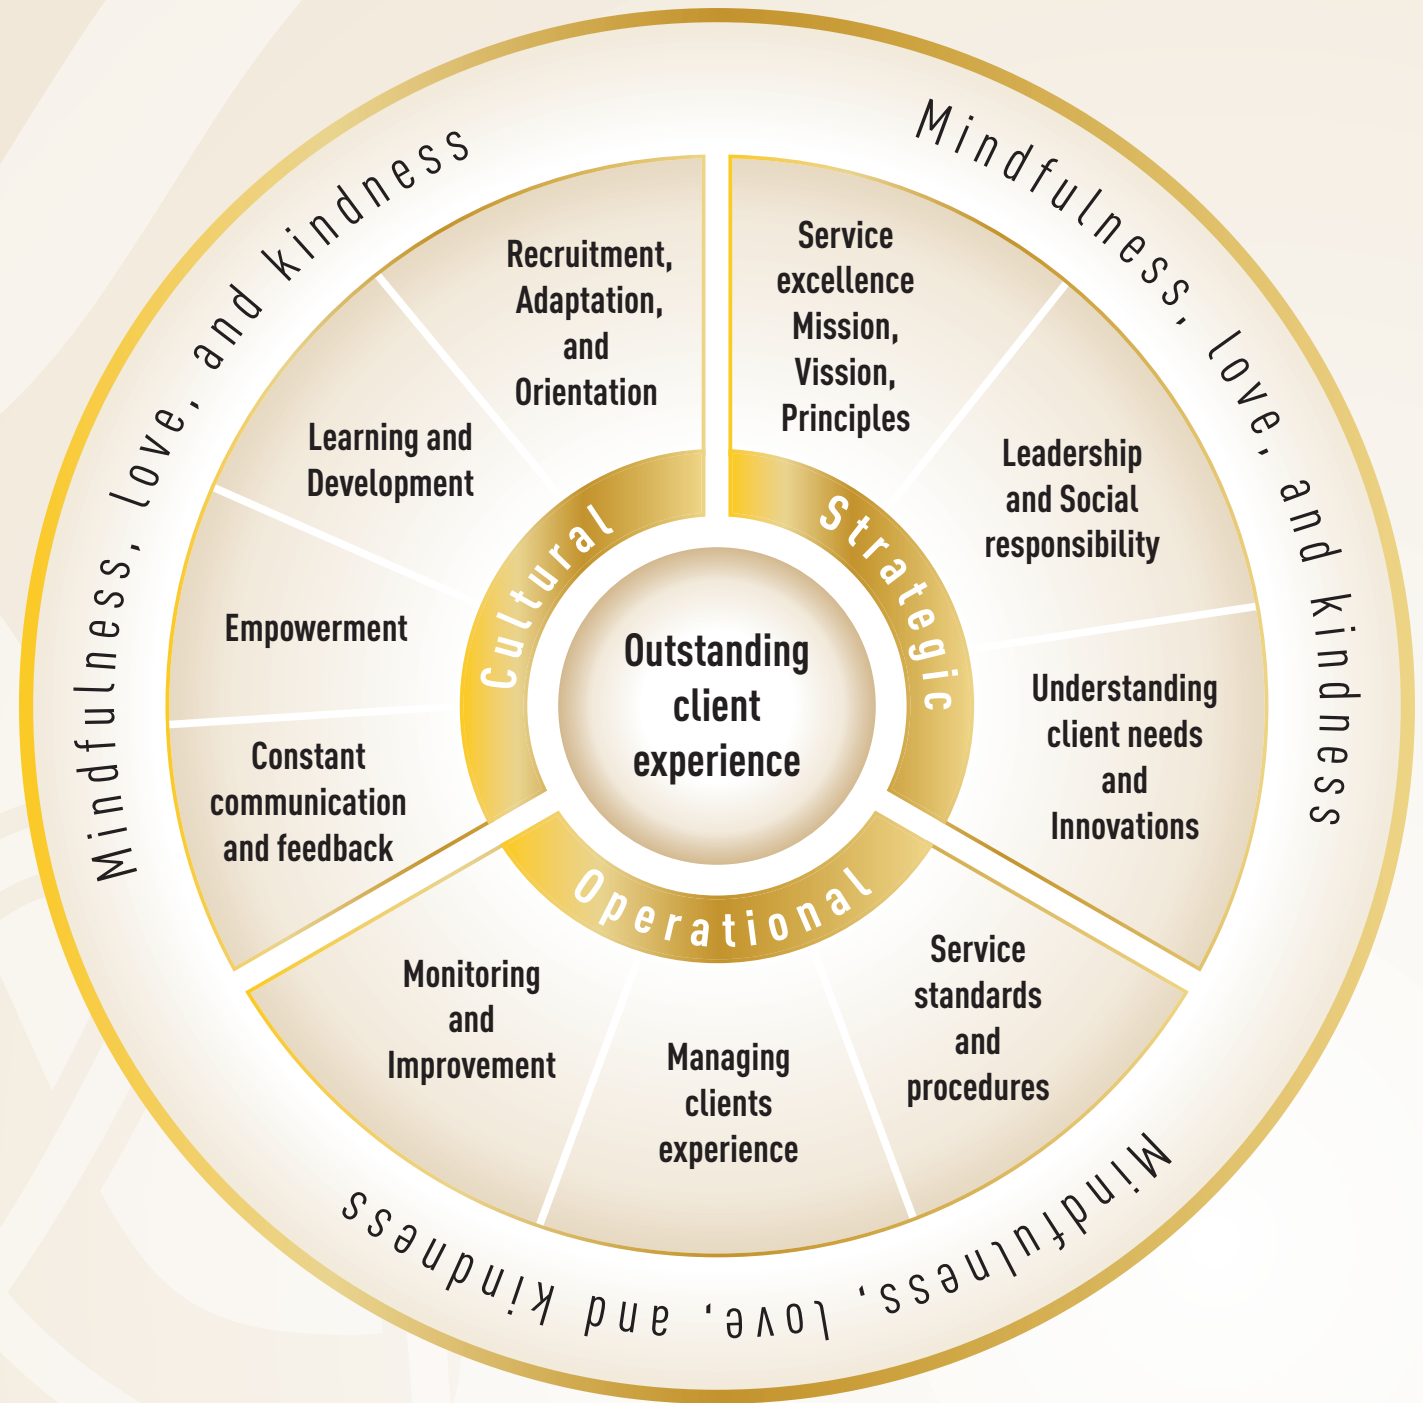 Mindfulness, love, and kindness
Mindfulness, love, and kindness
Mindfulness, love, and kindness
Recruitment,
Adaptation,
and
Orientation
Learning and
Development
Empowerment
Constant
communication
and feedback
Cultural
Service
excellence
Mission,
Vission,
Principles
Leadership
and Social
responsibility
Understanding
client needs
and
Innovations
Strategic
Outstanding
client
experience
Operational
Monitoring
and
Improvement
Managing
clients
experience
Service
standards
and
procedures